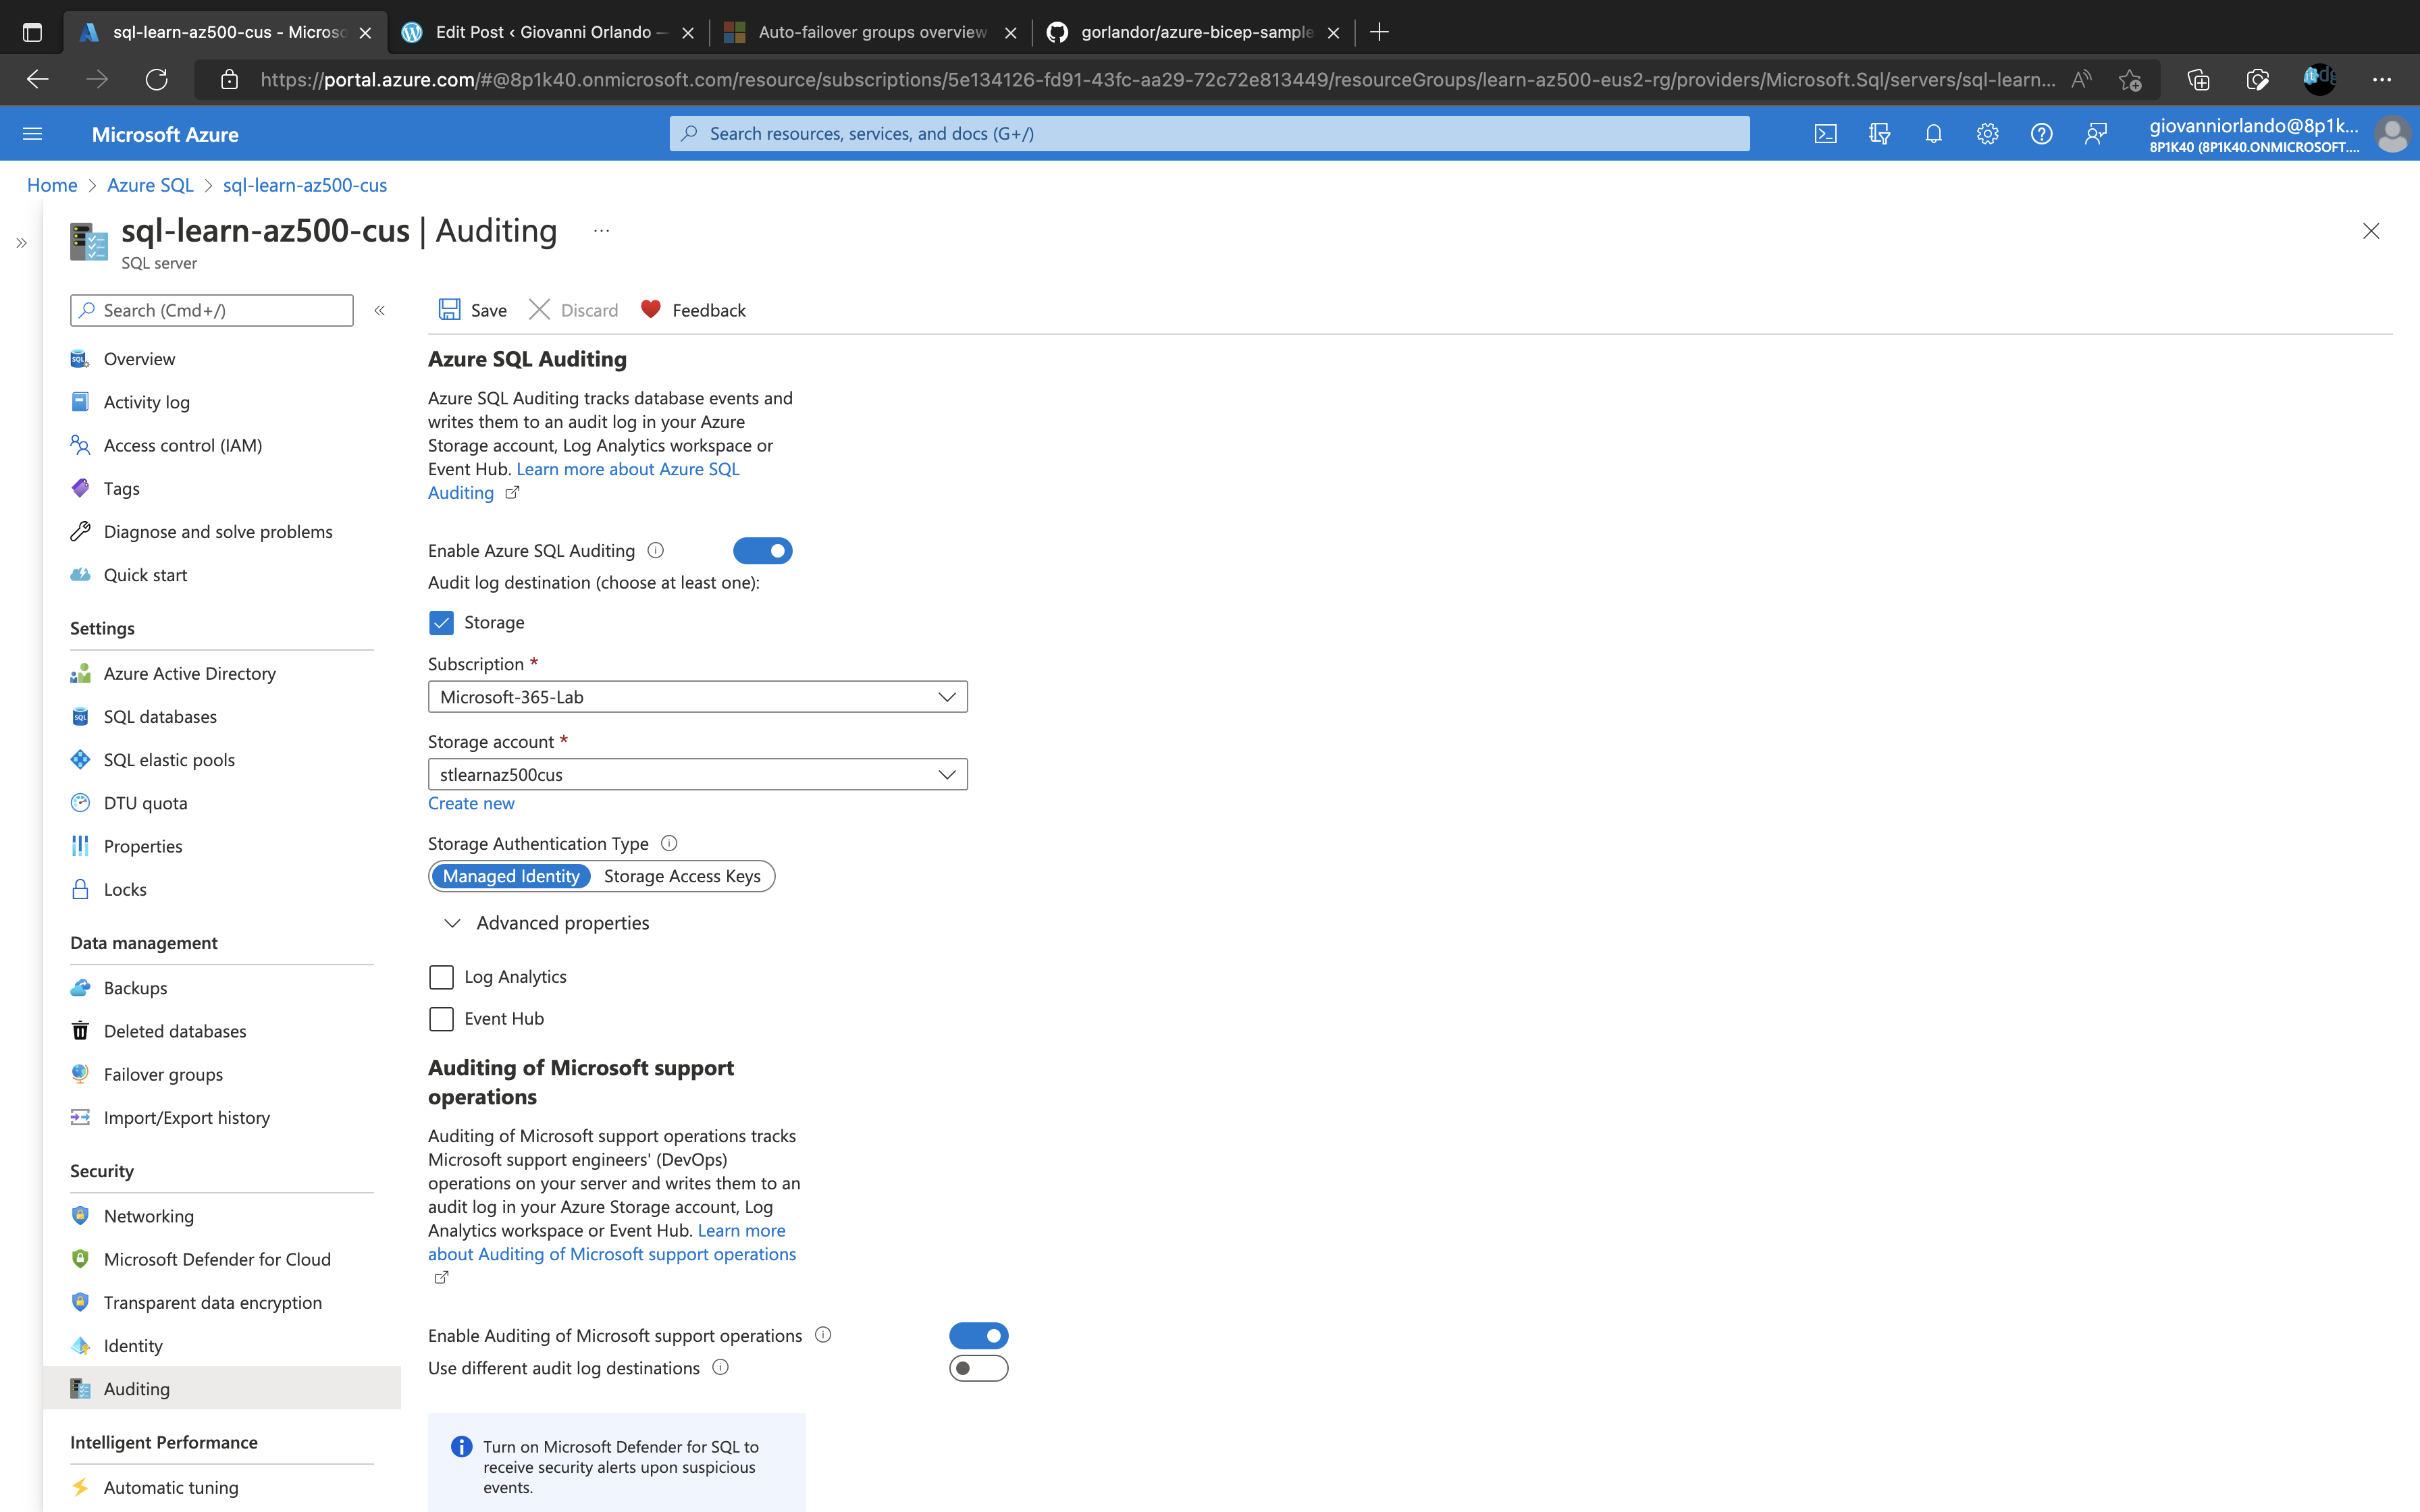 sql-learn-az500-cus - Microso
Edit Post ‹ Giovanni Orlando —
Auto-failover groups overview
gorlandor/azure-bicep-sample
https://portal.azure.com/#@8p1k40.onmicrosoft.com/resource/subscriptions/5e134126-fd91-43fc-aa29-72c72e813449/resourceGroups/learn-az500-eus2-rg/providers/Microsoft.Sql/servers/sql-learn...
Microsoft Azure
Search resources, services, and docs (G+/)
giovanniorlando@8p1k...
8P1K40 (8P1K40.ONMICROSOFT....
Home > Azure SQL > sql-learn-az500-cus
sql-learn-az500-cus | Auditing ...
SQL server
Search (Cmd+/)
Overview
Activity log
Access control (IAM)
Tags
Diagnose and solve problems
Quick start
Settings
Azure Active Directory
SQL databases
SQL elastic pools
DTU quota
Properties
Locks
Data management
Backups
Deleted databases
Failover groups
Import/Export history
Security
Networking
Microsoft Defender for Cloud
Transparent data encryption
Identity
Auditing
Intelligent Performance
Automatic tuning
Save Discard Feedback
Azure SQL Auditing
Azure SQL Auditing tracks database events and
writes them to an audit log in your Azure
Storage account, Log Analytics workspace or
Event Hub. Learn more about Azure SQL
Auditing
Enable Azure SQL Auditing
Audit log destination (choose at least one):
Storage
Subscription *
Microsoft-365-Lab
Storage account *
stlearnaz500cus
Create new
Storage Authentication Type
Managed Identity Storage Access Keys
Advanced properties
Log Analytics
Event Hub
Auditing of Microsoft support
operations
Auditing of Microsoft support operations tracks
Microsoft support engineers' (DevOps)
operations on your server and writes them to an
audit log in your Azure Storage account, Log
Analytics workspace or Event Hub. Learn more
about Auditing of Microsoft support operations
Enable Auditing of Microsoft support operations
Use different audit log destinations
Turn on Microsoft Defender for SQL to
receive security alerts upon suspicious
events.